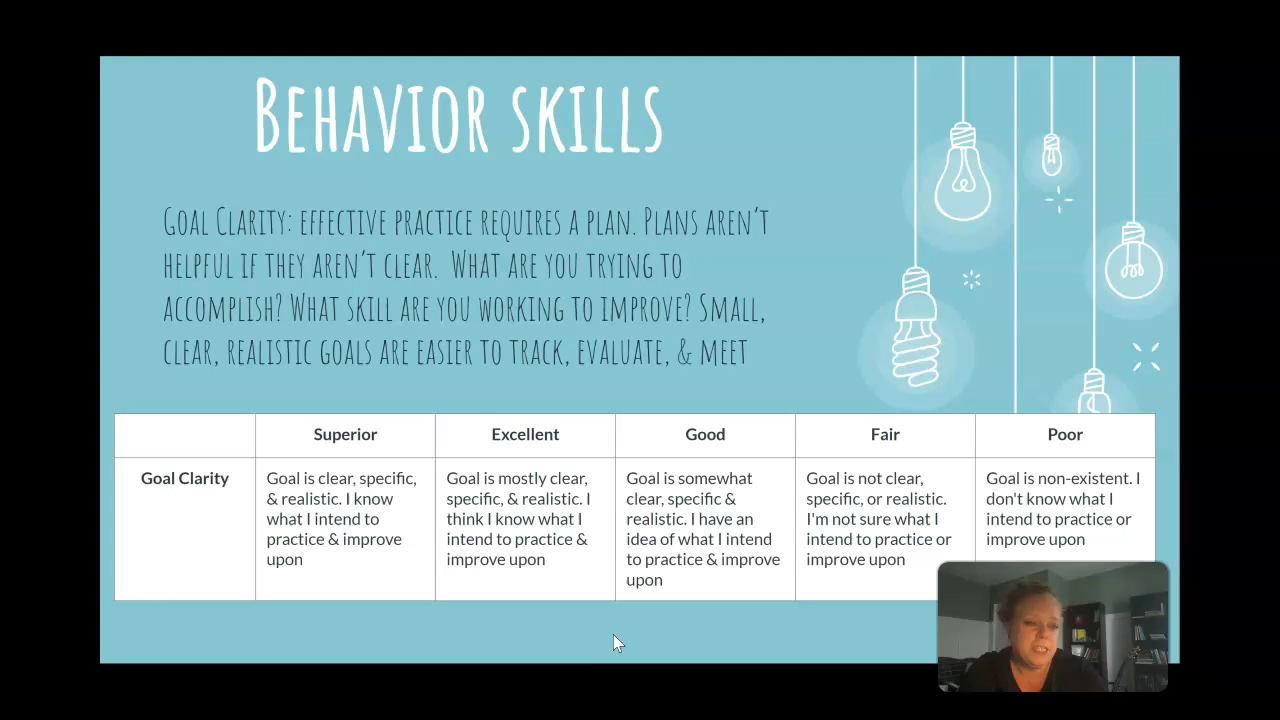 Behavior skills
Goal Clarity: effective practice requires a plan. Plans aren't
helpful if they aren't clear. What are you trying to
accomplish? What skill are you working to improve? Small,
clear, realistic goals are easier to track, evaluate, & meet
Superior Excellent Good Fair Poor
Goal Clarity
Goal is clear, specific,
& realistic. I know
what I intend to
practice & improve
upon
Goal is mostly clear,
specific, & realistic. I
think I know what I
intend to practice &
improve upon
Goal is somewhat
clear, specific &
realistic. I have an
idea of what I intend
to practice & improve
upon
Goal is not clear,
specific, or realistic.
I'm not sure what I
intend to practice or
improve upon
Goal is non-existent. I
don't know what I
intend to practice or
improve upon